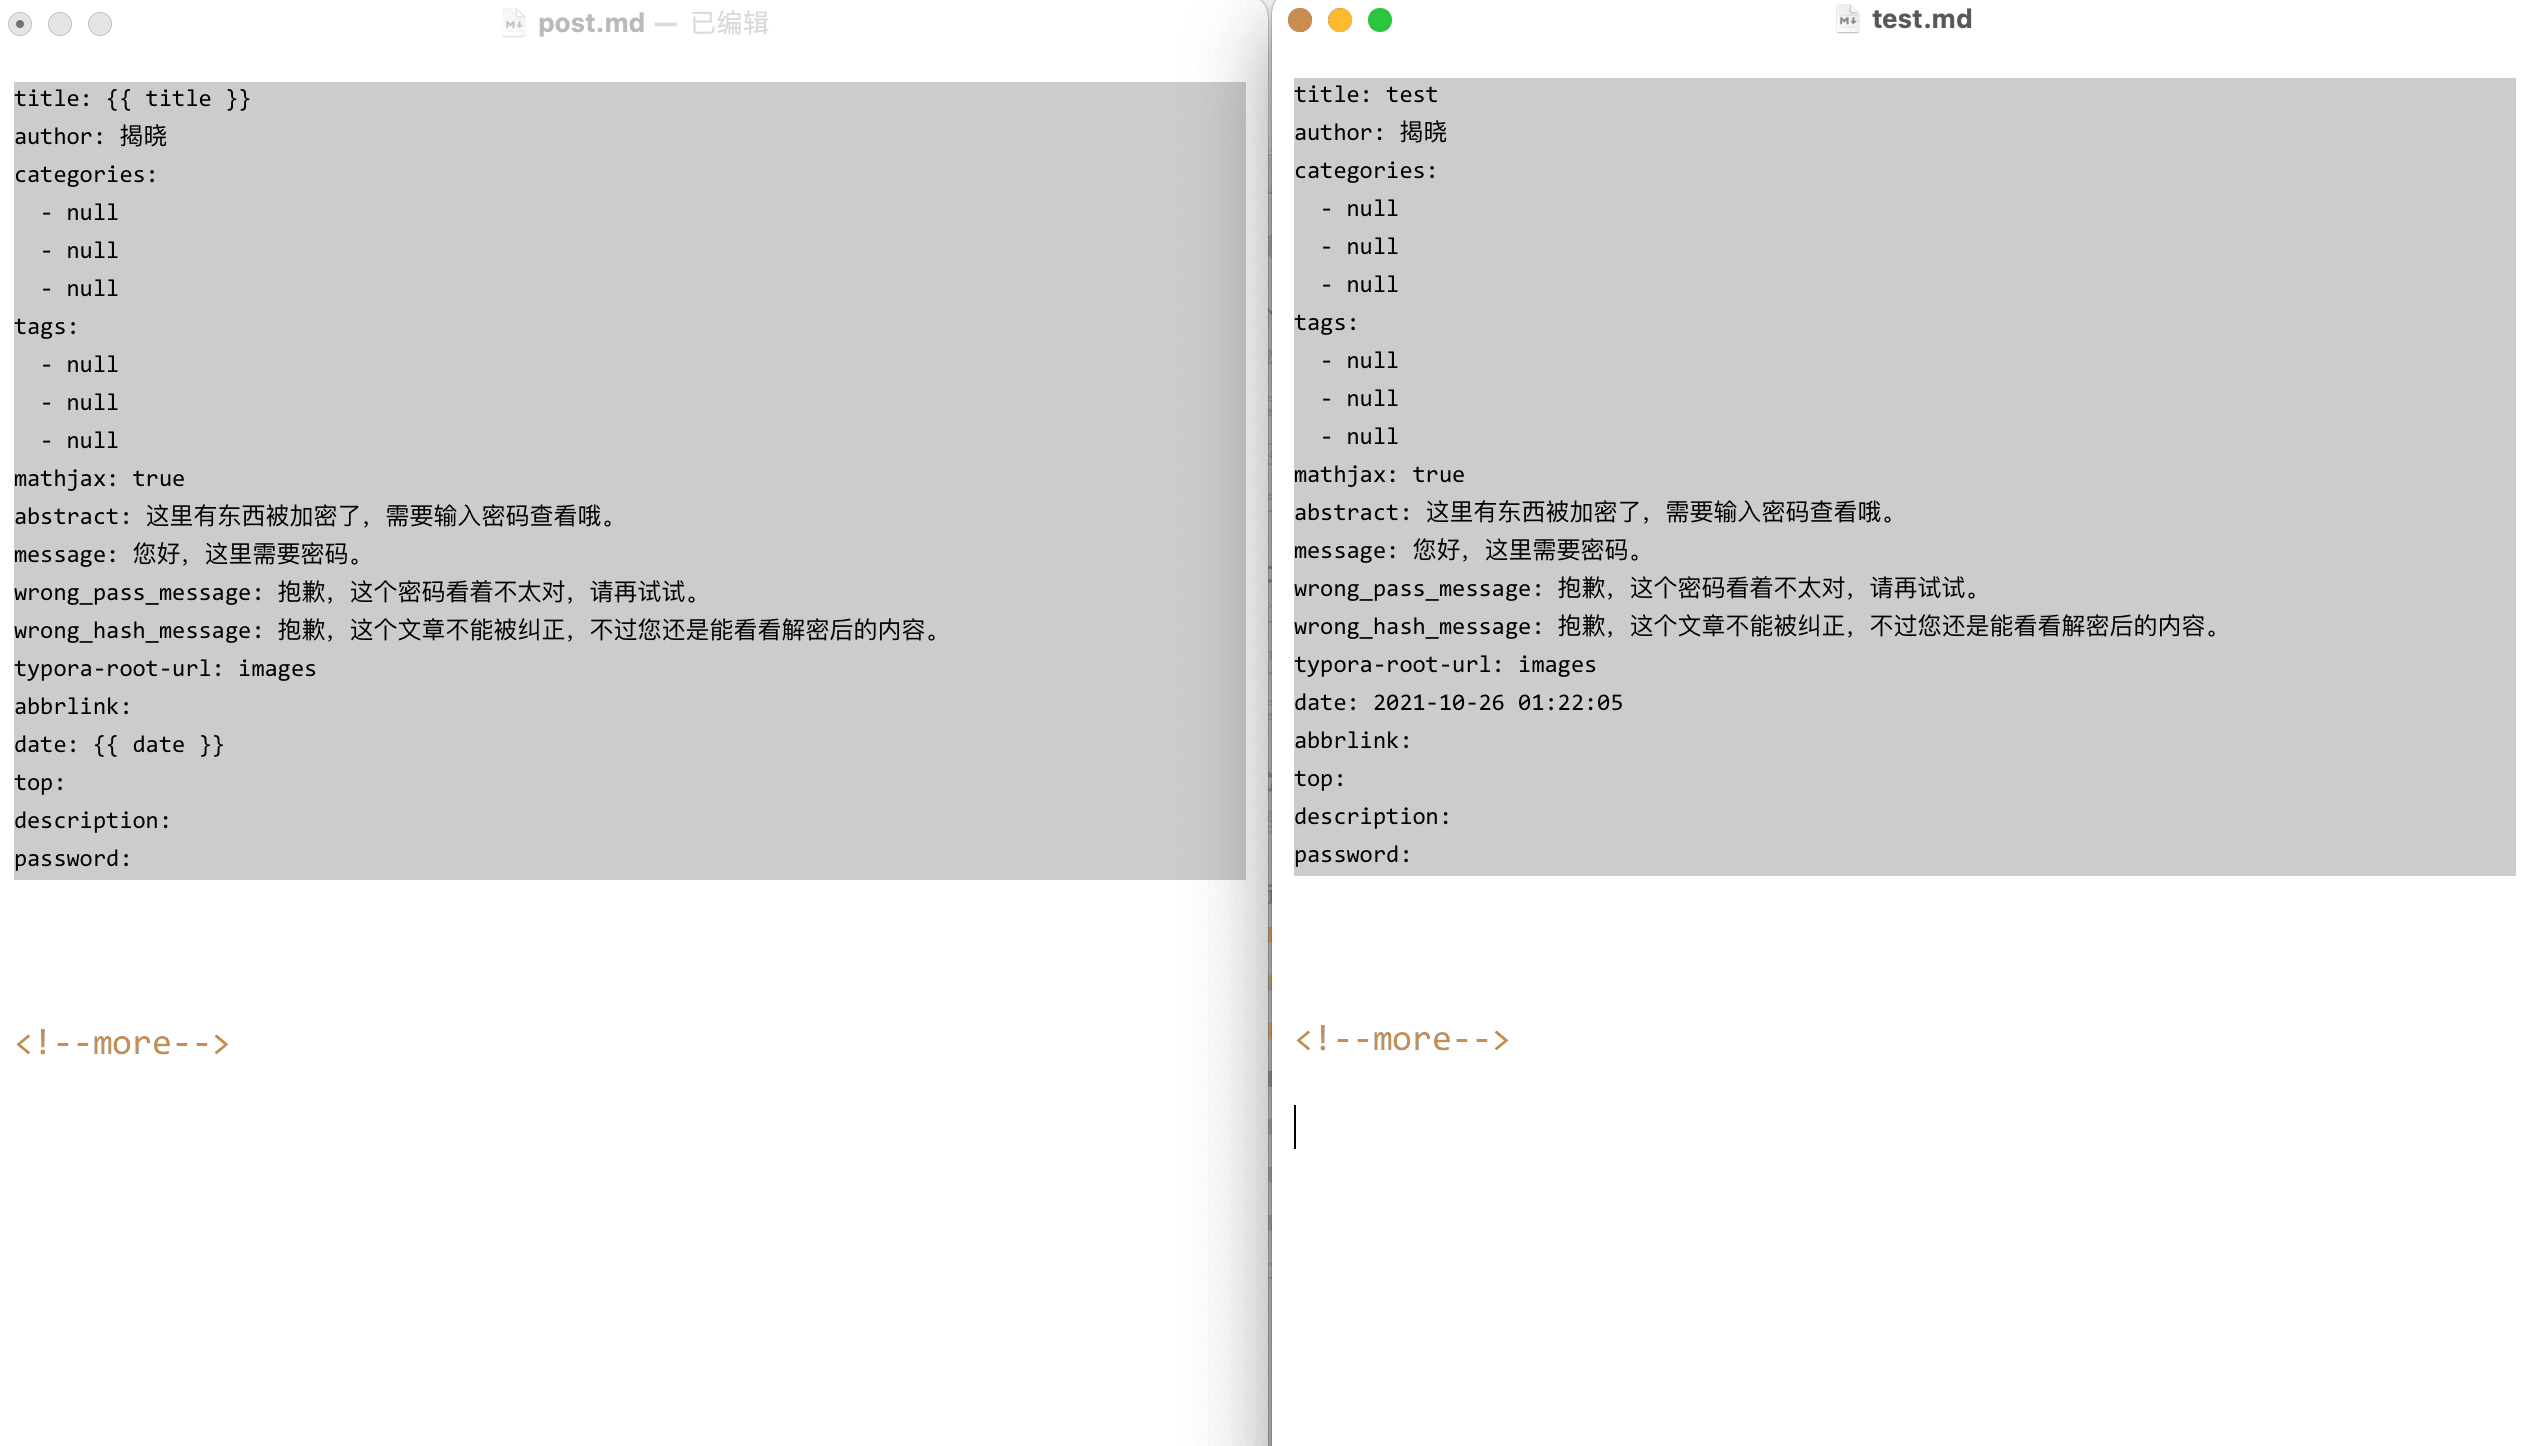 post.md — 已编辑
title: {{ title }}
author: 揭晓
categories:
  - null
  - null
  - null
tags:
  - null
  - null
  - null
mathjax: true
abstract: 这里有东西被加密了，需要输入密码查看哦。
message: 您好，这里需要密码。
wrong_pass_message: 抱歉，这个密码看着不太对，请再试试。
wrong_hash_message: 抱歉，这个文章不能被纠正，不过您还是能看看解密后的内容。
typora-root-url: images
abbrlink:
date: {{ date }}
top:
description:
password:
<!--more-->
test.md
title: test
author: 揭晓
categories:
  - null
  - null
  - null
tags:
  - null
  - null
  - null
mathjax: true
abstract: 这里有东西被加密了，需要输入密码查看哦。
message: 您好，这里需要密码。
wrong_pass_message: 抱歉，这个密码看着不太对，请再试试。
wrong_hash_message: 抱歉，这个文章不能被纠正，不过您还是能看看解密后的内容。
typora-root-url: images
date: 2021-10-26 01:22:05
abbrlink:
top:
description:
password:
<!--more-->